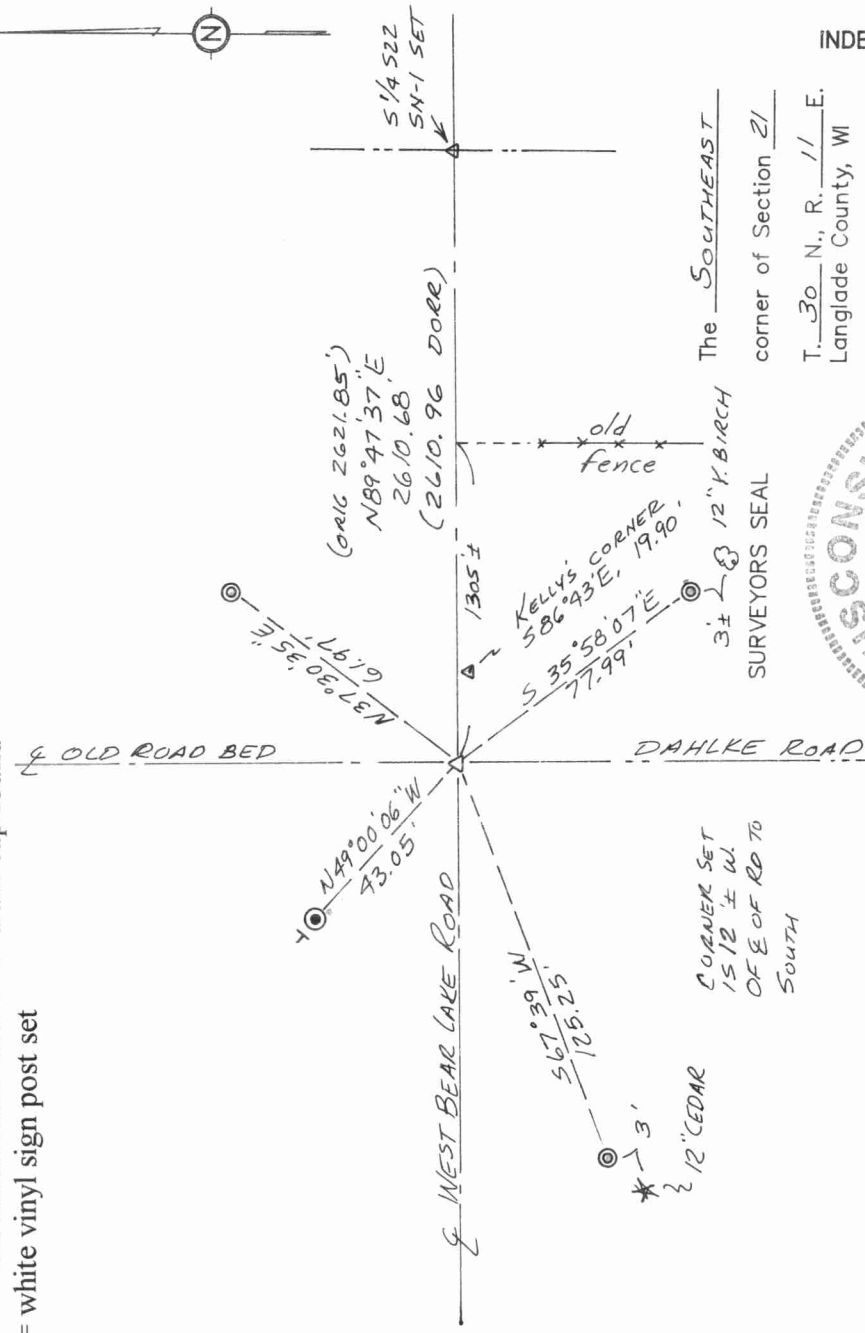 = white vinyl sign post set
N
INDE
S 1/4 S22
SN-1 SET
(ORIG 2621.85')
N89°47'37"E
2610.68'
(2610.96 DORR)
1305'±
old
fence
N37°30'35"E
61.97'
KELLY'S CORNER
S86°43'E, 19.90'
S 35°58'07"E
77.99'
3± 12" Y. BIRCH
℄ OLD ROAD BED
DAHLKE ROAD
N49°00'06"W
43.05'
Y
℄ WEST BEAR LAKE ROAD
S67°39'W
125.25'
3'
12" CEDAR
CORNER SET
IS 12'± W.
OF ℄ OF RD TO
SOUTH
The SOUTHEAST
corner of Section 21
T. 30 N., R. 11 E.
Langlade County, WI
SURVEYORS SEAL